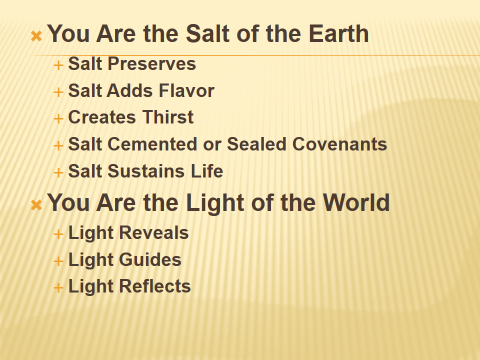 You Are the Salt of the Earth
Salt Preserves
Salt Adds Flavor
Creates Thirst
Salt Cemented or Sealed Covenants
Salt Sustains Life
You Are the Light of the World
Light Reveals
Light Guides
Light Reflects